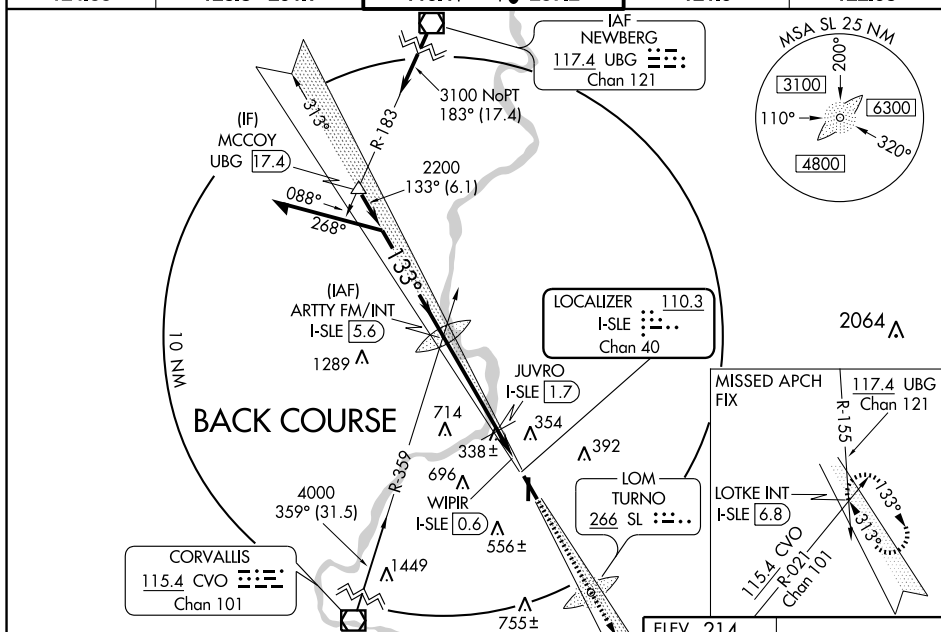 IAF
NEWBERG
117.4 UBG
Chan 121
MSA SL 25 NM
200°
3100
6300
110°
320°
4800
313°
3100 NoPT
183° (17.4)
R-183
(IF)
MCCOY
UBG 17.4
2200
133° (6.1)
088°
268°
133°
(IAF)
ARTTY FM/INT
I-SLE 5.6
1289
LOCALIZER 110.3
I-SLE
Chan 40
2064
10 NM
BACK COURSE
JUVRO
I-SLE 1.7
714
354
338±
392
696
WIPIR
I-SLE 0.6
556±
LOM
TURNO
266 SL
R-359
4000
359° (31.5)
CORVALLIS
115.4 CVO
Chan 101
1449
755±
MISSED APCH
FIX
117.4 UBG
Chan 121
R-155
LOTKE INT
I-SLE 6.8
133°
313°
115.4 CVO
R-021
Chan 101
ELEV 214